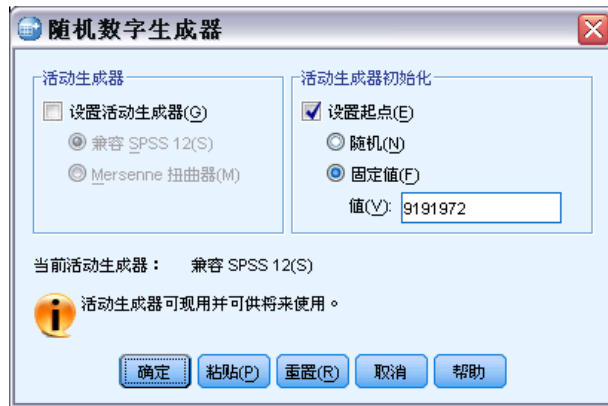 随机数字生成器
活动生成器
设置活动生成器(G)
兼容 SPSS 12(S)
Mersenne 扭曲器(M)
活动生成器初始化
设置起点(E)
随机(N)
固定值(F)
值(V): 9191972
当前活动生成器： 兼容 SPSS 12(S)
活动生成器可现用并可供将来使用。
确定 粘贴(P) 重置(R) 取消 帮助